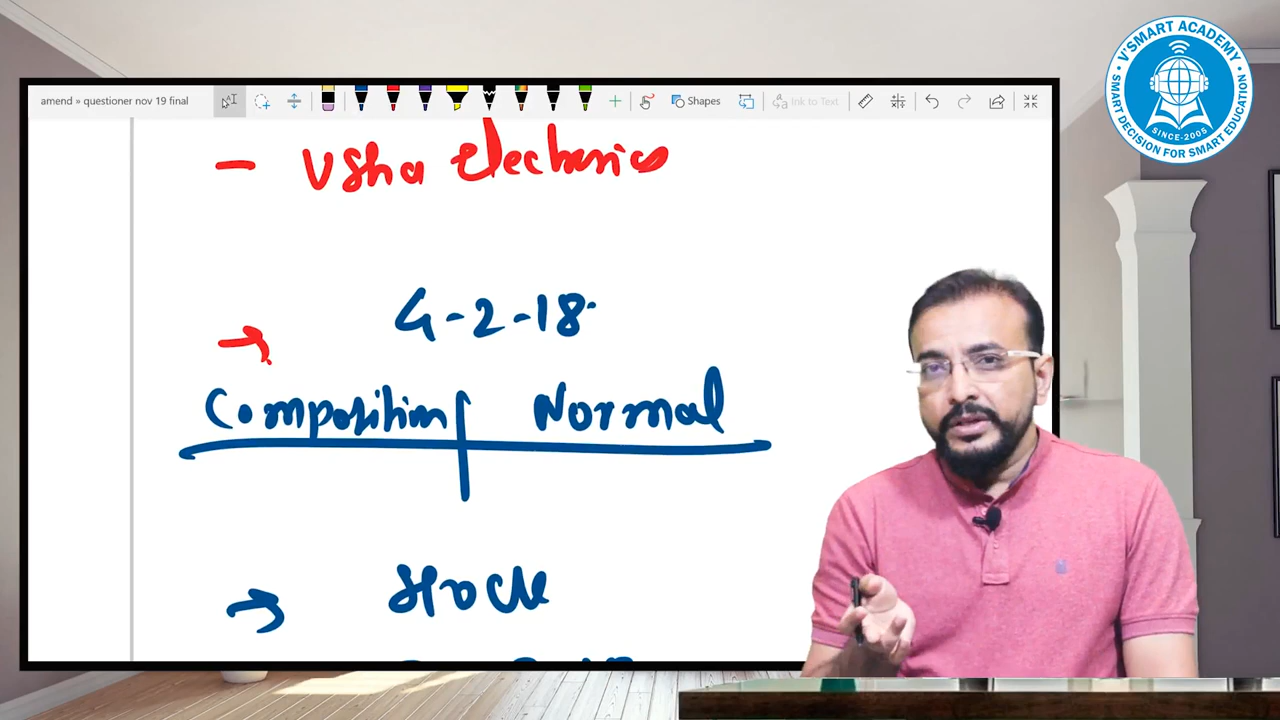 V'SMART ACADEMY
SMART DECISION FOR SMART EDUCATION
SINCE-2005
amend » questioner nov 19 final
Shapes
Ink to Text
- Usha Electronics
4-2-18
→
Composition | Normal
→ Stock